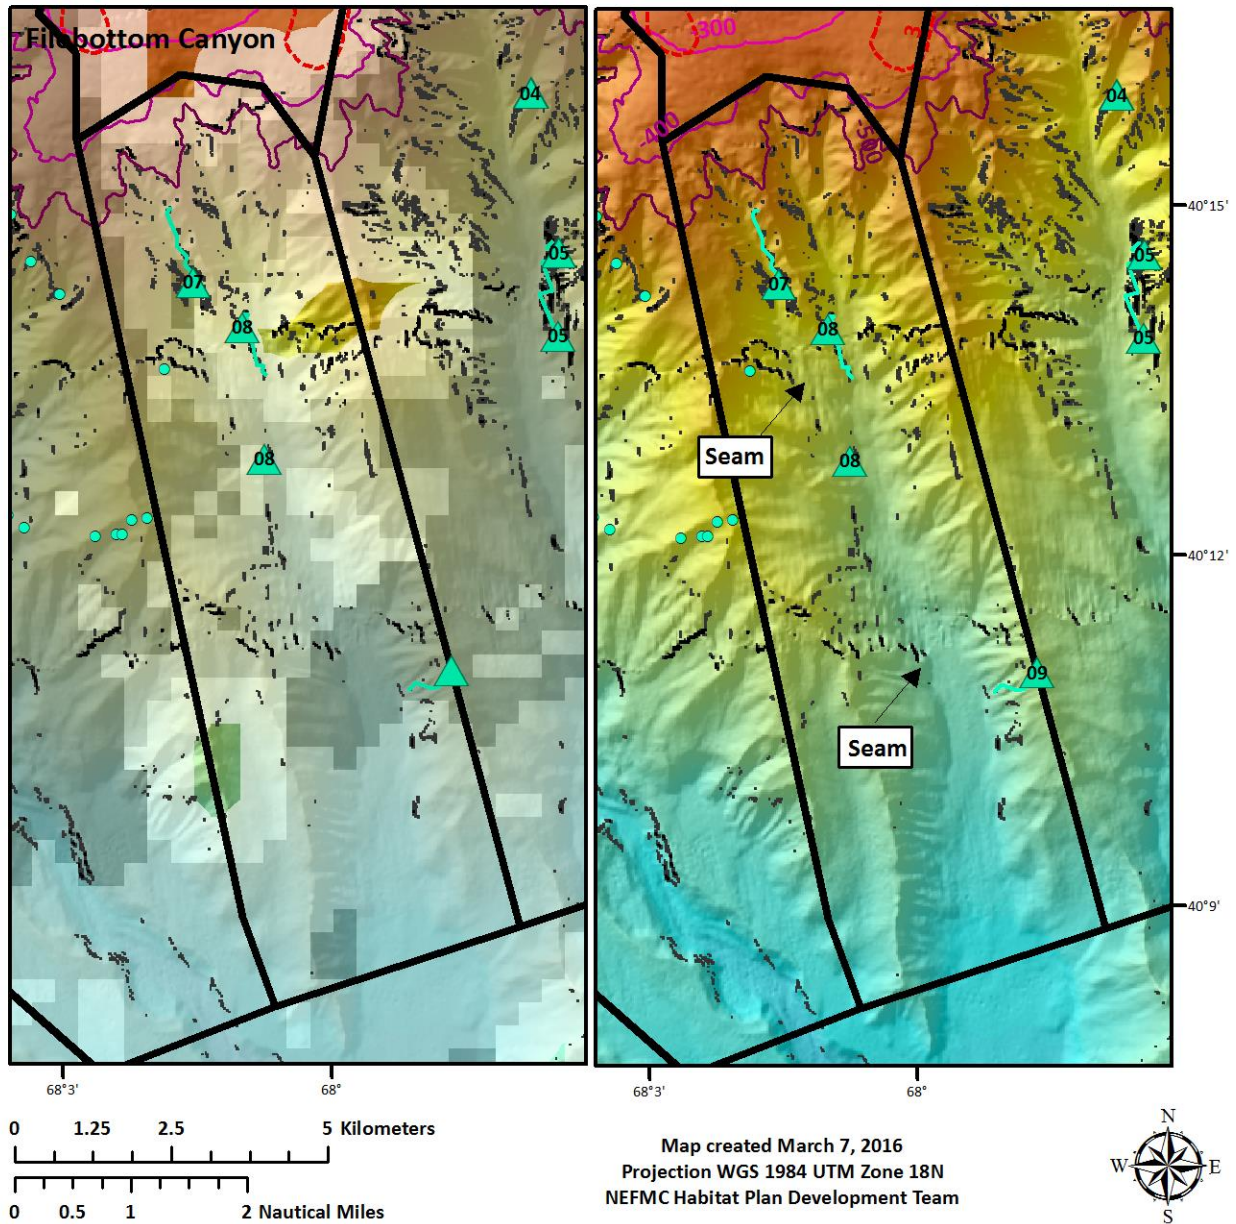 Filebottom Canyon
04
07
08
05
05
08
-300
3
-400
-500
04
07
08
05
05
08
09
Seam
Seam
40°15'
40°12'
40°9'
68°3'
68°
68°3'
68°
0 1.25 2.5 5 Kilometers
0 0.5 1 2 Nautical Miles
Map created March 7, 2016
Projection WGS 1984 UTM Zone 18N
NEFMC Habitat Plan Development Team
N
W E
S